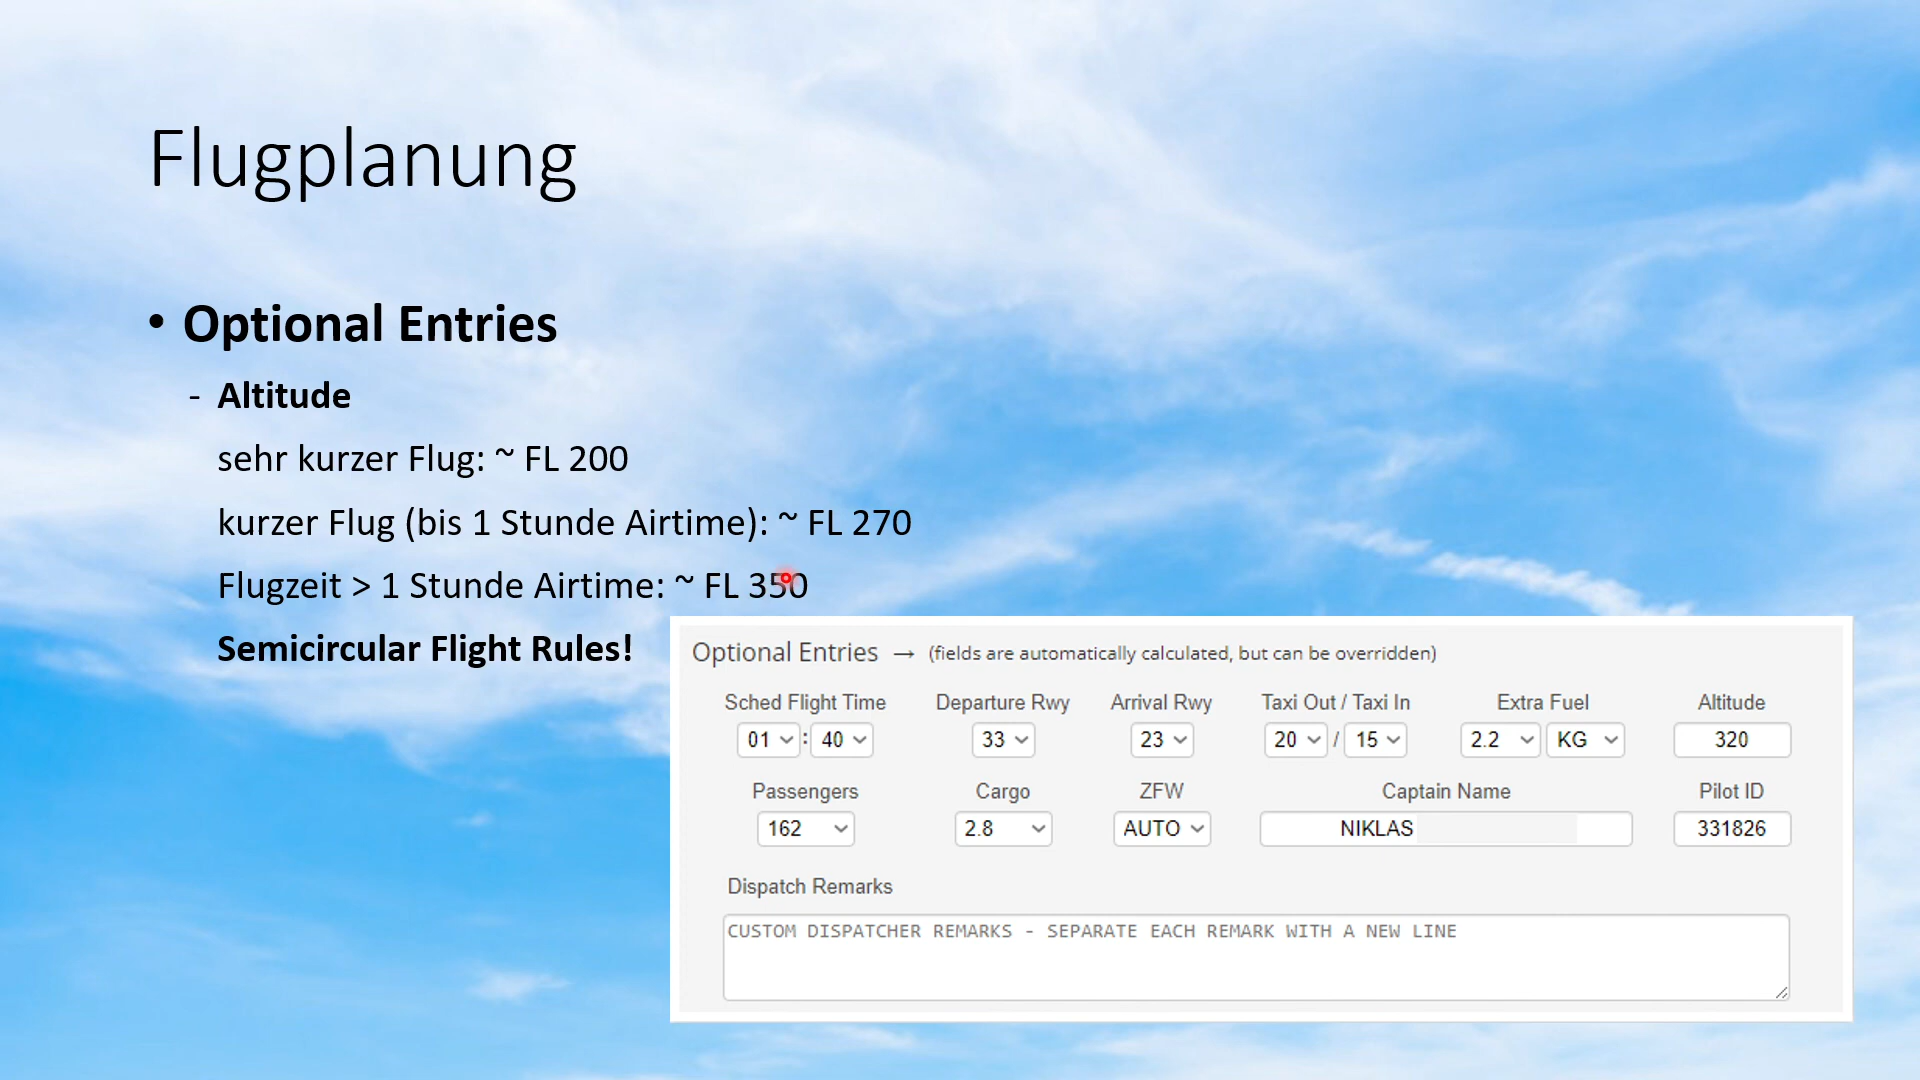 Flugplanung
• Optional Entries
- Altitude
sehr kurzer Flug: ~ FL 200
kurzer Flug (bis 1 Stunde Airtime): ~ FL 270
Flugzeit > 1 Stunde Airtime: ~ FL 350
Semicircular Flight Rules!
Optional Entries → (fields are automatically calculated, but can be overridden)
Sched Flight Time Departure Rwy Arrival Rwy Taxi Out / Taxi In Extra Fuel Altitude
01 : 40 33 23 20 / 15 2.2 KG 320
Passengers Cargo ZFW Captain Name Pilot ID
162 2.8 AUTO NIKLAS 331826
Dispatch Remarks
CUSTOM DISPATCHER REMARKS - SEPARATE EACH REMARK WITH A NEW LINE